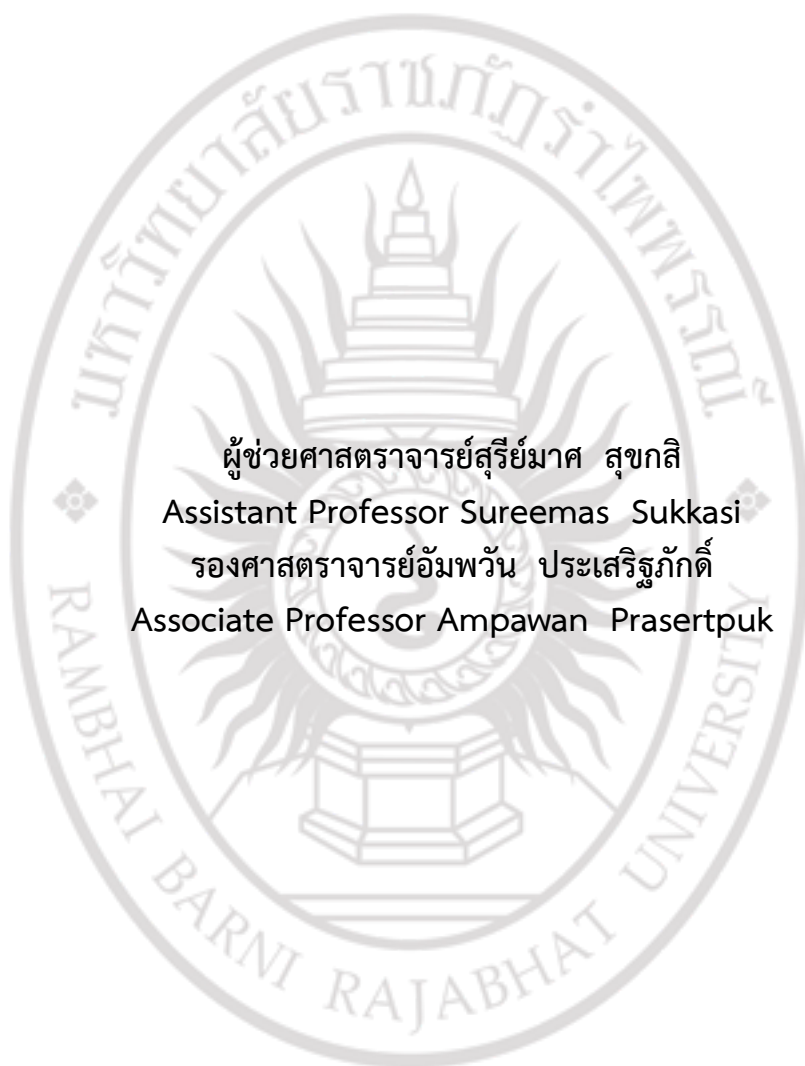 มหาวิทยาลัยราชภัฏรำไพพรรณี
ผู้ช่วยศาสตราจารย์สุรีย์มาศ สุขกสิ
Assistant Professor Sureemas Sukkasi
รองศาสตราจารย์อัมพวัน ประเสริฐภักดิ์
Associate Professor Ampawan Prasertpuk
RAMBHAI BARNI RAJABHAT UNIVERSITY